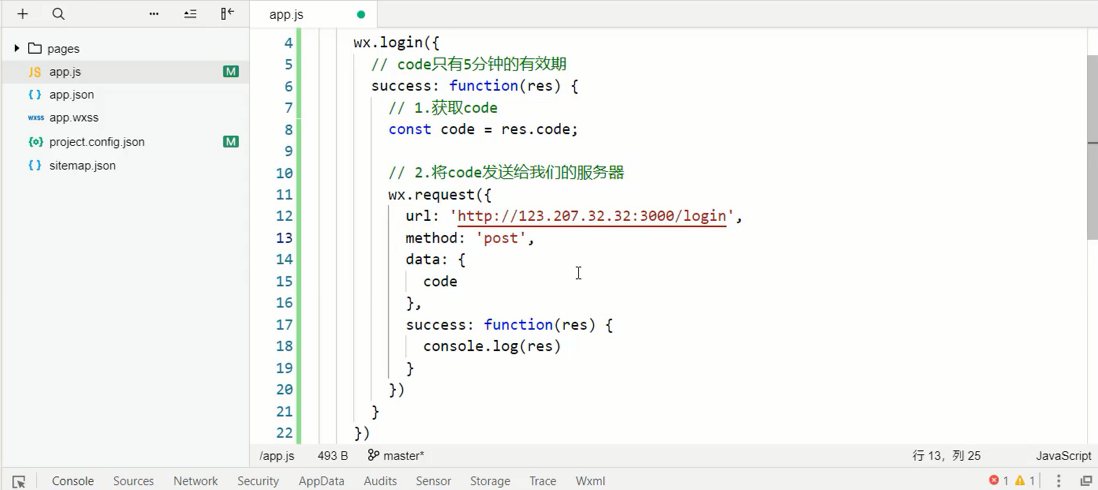 app.js
pages
JS app.js M
{ } app.json
wxss app.wxss
{o} project.config.json M
{ } sitemap.json
4 wx.login({
5 // code只有5分钟的有效期
6 success: function(res) {
7 // 1.获取code
8 const code = res.code;
9
10 // 2.将code发送给我们的服务器
11 wx.request({
12 url: 'http://123.207.32.32:3000/login',
13 method: 'post',
14 data: {
15 code
16 },
17 success: function(res) {
18 console.log(res)
19 }
20 })
21 }
22 })
/app.js 493 B master* 行 13，列 25 JavaScript
Console Sources Network Security AppData Audits Sensor Storage Trace Wxml 1 1